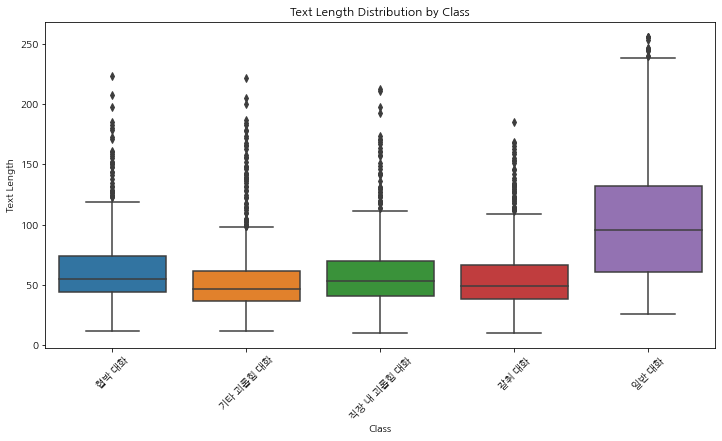 Text Length Distribution by Class
Text Length
250
200
150
100
50
0
협박 대화
기타 괴롭힘 대화
직장 내 괴롭힘 대화
갈취 대화
일반 대화
Class